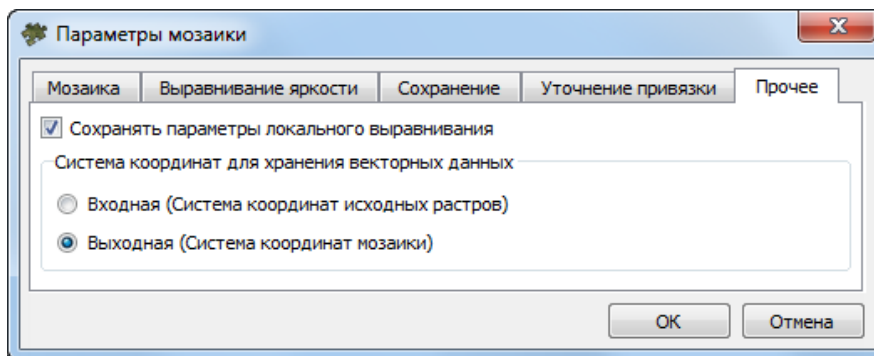 Параметры мозаики
Мозаика Выравнивание яркости Сохранение Уточнение привязки Прочее
Сохранять параметры локального выравнивания
Система координат для хранения векторных данных
Входная (Система координат исходных растров)
Выходная (Система координат мозаики)
ОК Отмена